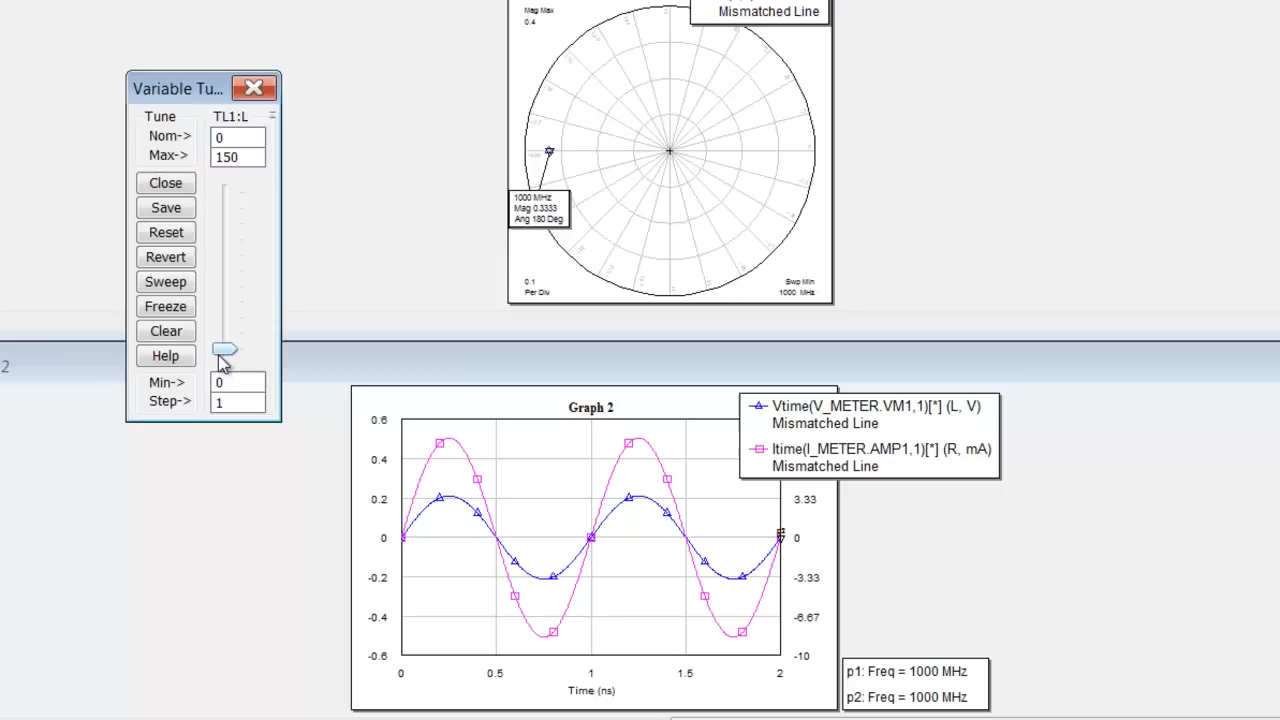 Mag Max
0.4
Mismatched Line
Variable Tu...
Tune TL1:L
Nom-> 0
Max-> 150
Close
Save
Reset
Revert
Sweep
Freeze
Clear
Help
Min-> 0
Step-> 1
1000 MHz
Mag 0.3333
Ang 180 Deg
0.1
Per Div
Swp Min
1000 MHz
2
Graph 2
Vtime(V_METER.VM1,1)[*] (L, V)
Mismatched Line
Itime(I_METER.AMP1,1)[*] (R, mA)
Mismatched Line
0.6
0.4
0.2 3.33
0 0
-0.2 -3.33
-0.4 -6.67
-0.6 -10
0 0.5 1 1.5 2
Time (ns)
p1: Freq = 1000 MHz
p2: Freq = 1000 MHz